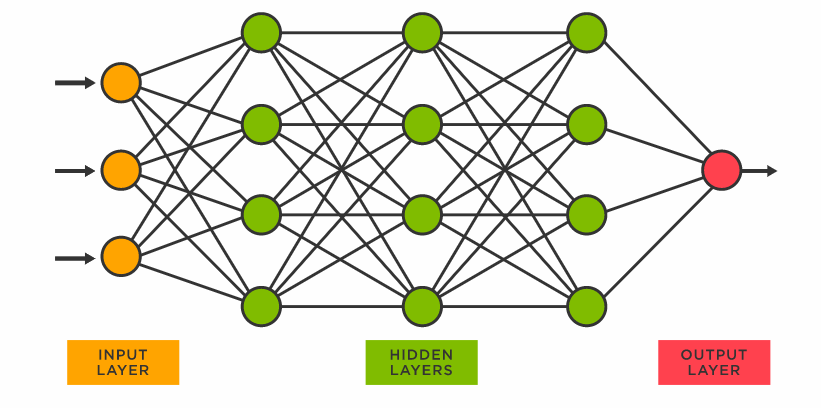 INPUT
LAYER
HIDDEN
LAYERS
OUTPUT
LAYER